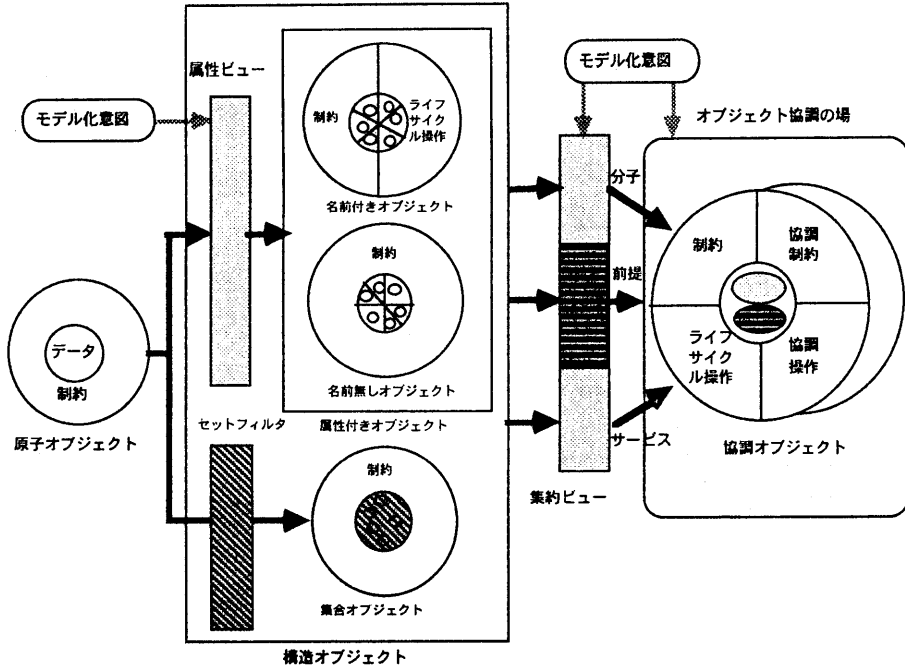 属性ビュー
モデル化意図
制約
ライフ
サイク
ル操作
名前付きオブジェクト
制約
名前無しオブジェクト
属性付きオブジェクト
データ
制約
原子オブジェクト
セットフィルタ
制約
集合オブジェクト
構造オブジェクト
モデル化意図
オブジェクト協調の場
分子
前提
サービス
集約ビュー
制約
協調
制約
ライフ
サイク
ル操作
協調
操作
協調オブジェクト